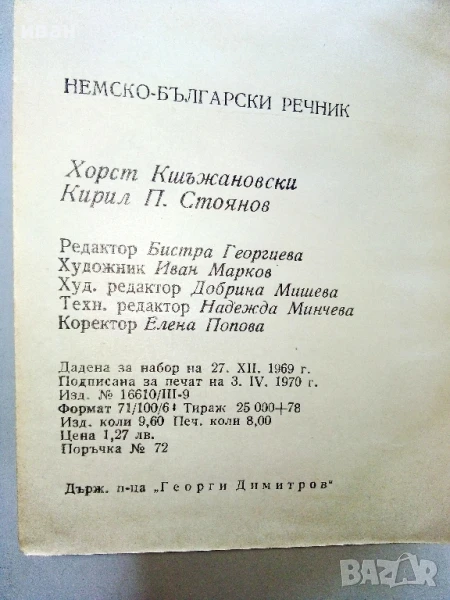 иван
НЕМСКО-БЪЛГАРСКИ РЕЧНИК
Хорст Кшъжановски
Кирил П. Стоянов
Редактор Бистра Георгиева
Художник Иван Марков
Худ. редактор Добрина Мишева
Техн. редактор Надежда Минчева
Коректор Елена Попова
Дадена за набор на 27. XII. 1969 г.
Подписана за печат на 3. IV. 1970 г.
Изд. № 16610/III-9
Формат 71/100/6 Тираж 25 000+78
Изд. коли 9,60 Печ. коли 8,00
Цена 1,27 лв.
Поръчка № 72
Държ. п-ца „Георги Димитров“
BAZAR